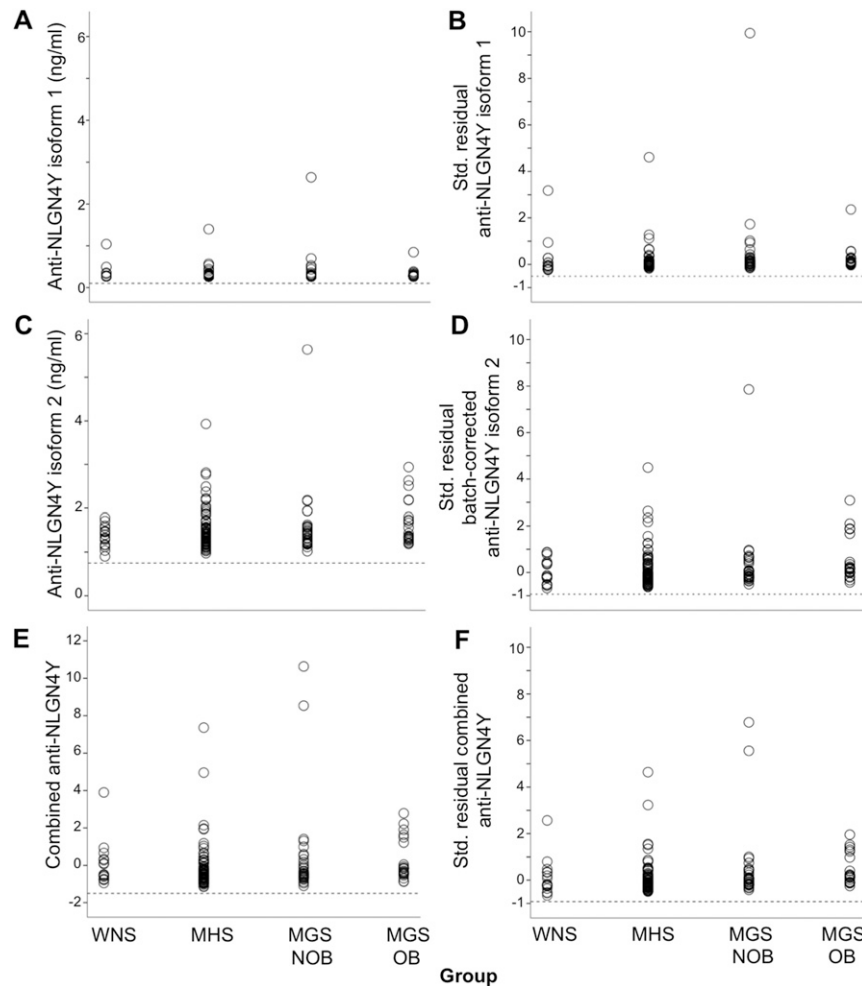 A
Anti-NLGN4Y isoform 1 (ng/ml)
6
4
2
0
B
Std. residual
anti-NLGN4Y isoform 1
10
8
6
4
2
0
-1
C
Anti-NLGN4Y isoform 2 (ng/ml)
6
4
2
0
D
Std. residual
batch-corrected
anti-NLGN4Y isoform 2
10
8
6
4
2
0
-1
E
Combined anti-NLGN4Y
12
10
8
6
4
2
0
-2
F
Std. residual combined
anti-NLGN4Y
10
8
6
4
2
0
-1
WNS MHS MGS MGS
NOB OB
WNS MHS MGS MGS
NOB OB
Group